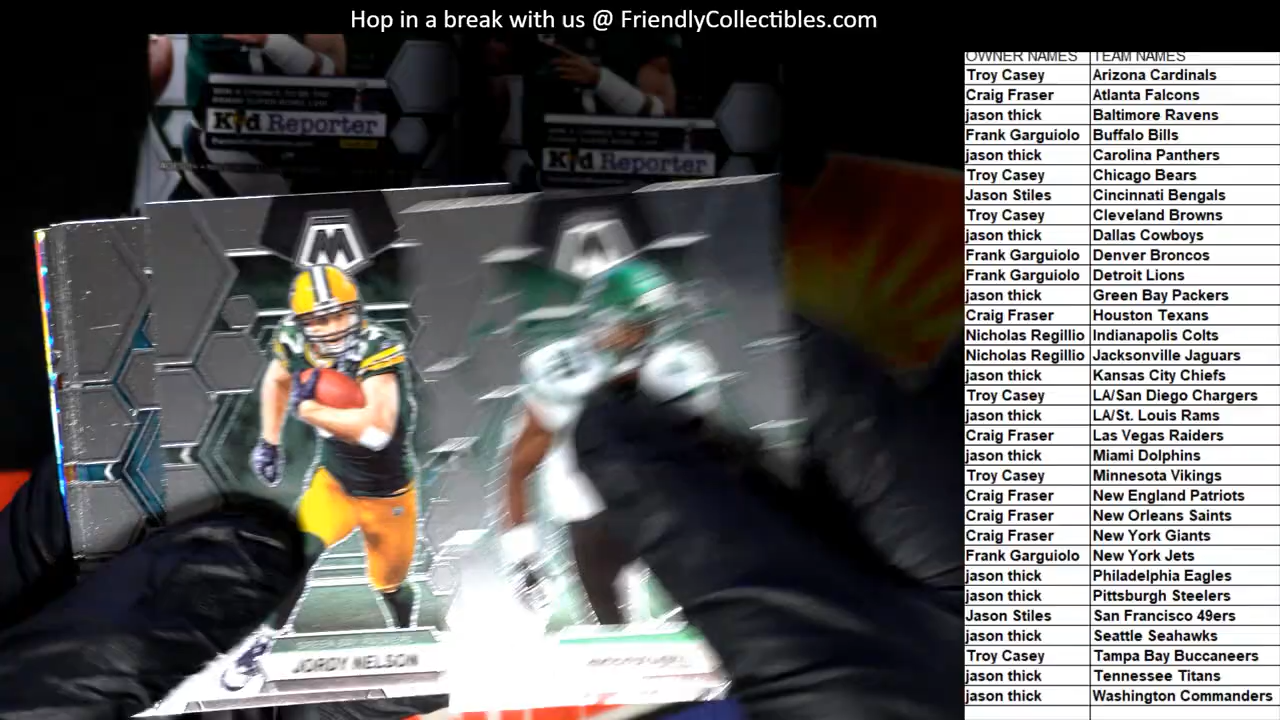 Hop in a break with us @ FriendlyCollectibles.com
OWNER NAMES TEAM NAMES
Troy Casey Arizona Cardinals
Craig Fraser Atlanta Falcons
jason thick Baltimore Ravens
Frank Garguiolo Buffalo Bills
jason thick Carolina Panthers
Troy Casey Chicago Bears
Jason Stiles Cincinnati Bengals
Troy Casey Cleveland Browns
jason thick Dallas Cowboys
Frank Garguiolo Denver Broncos
Frank Garguiolo Detroit Lions
jason thick Green Bay Packers
Craig Fraser Houston Texans
Nicholas Regillio Indianapolis Colts
Nicholas Regillio Jacksonville Jaguars
jason thick Kansas City Chiefs
Troy Casey LA/San Diego Chargers
jason thick LA/St. Louis Rams
Craig Fraser Las Vegas Raiders
jason thick Miami Dolphins
Troy Casey Minnesota Vikings
Craig Fraser New England Patriots
Craig Fraser New Orleans Saints
Craig Fraser New York Giants
Frank Garguiolo New York Jets
jason thick Philadelphia Eagles
jason thick Pittsburgh Steelers
Jason Stiles San Francisco 49ers
jason thick Seattle Seahawks
Troy Casey Tampa Bay Buccaneers
jason thick Tennessee Titans
jason thick Washington Commanders
Kid Reporter
Kid Reporter
M
JORDY NELSON